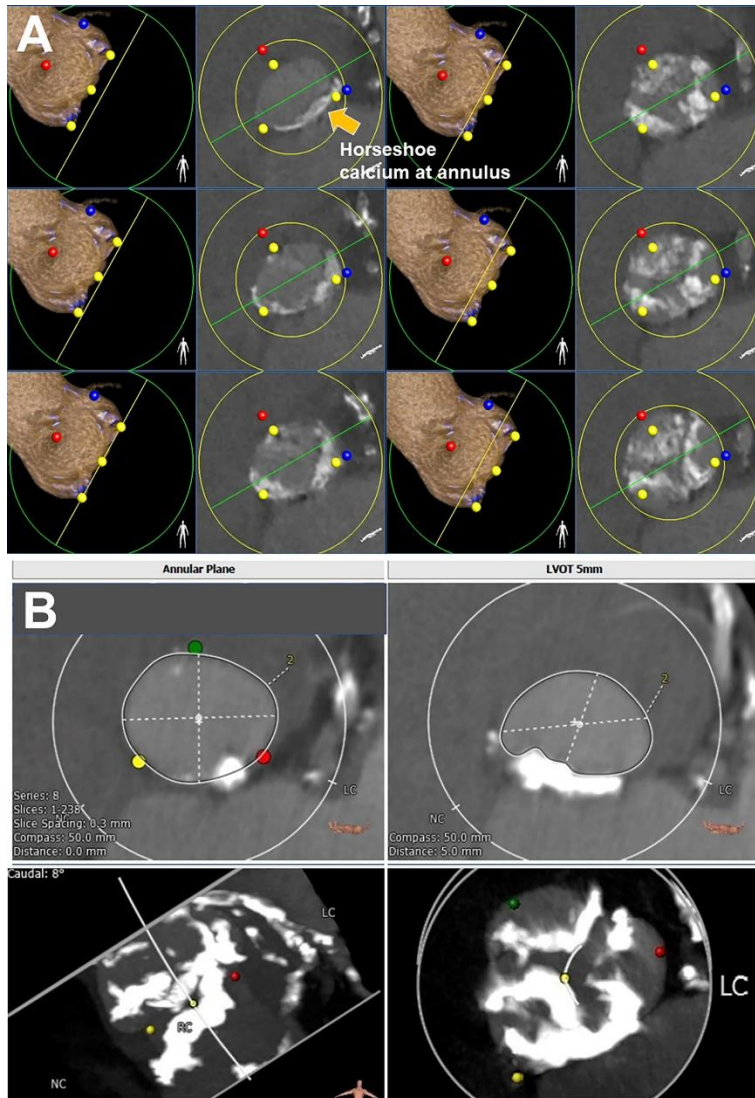 A
Horseshoe
calcium at annulus
Annular Plane
LVOT 5mm
B
2
LC
NC
Series: 8
Slices: 1-238
Slice Spacing: 0.3 mm
Compass: 50.0 mm
Distance: 0.0 mm
2
LC
NC
Compass: 50.0 mm
Distance: 5.0 mm
Caudal: 8°
LC
RC
NC
LC